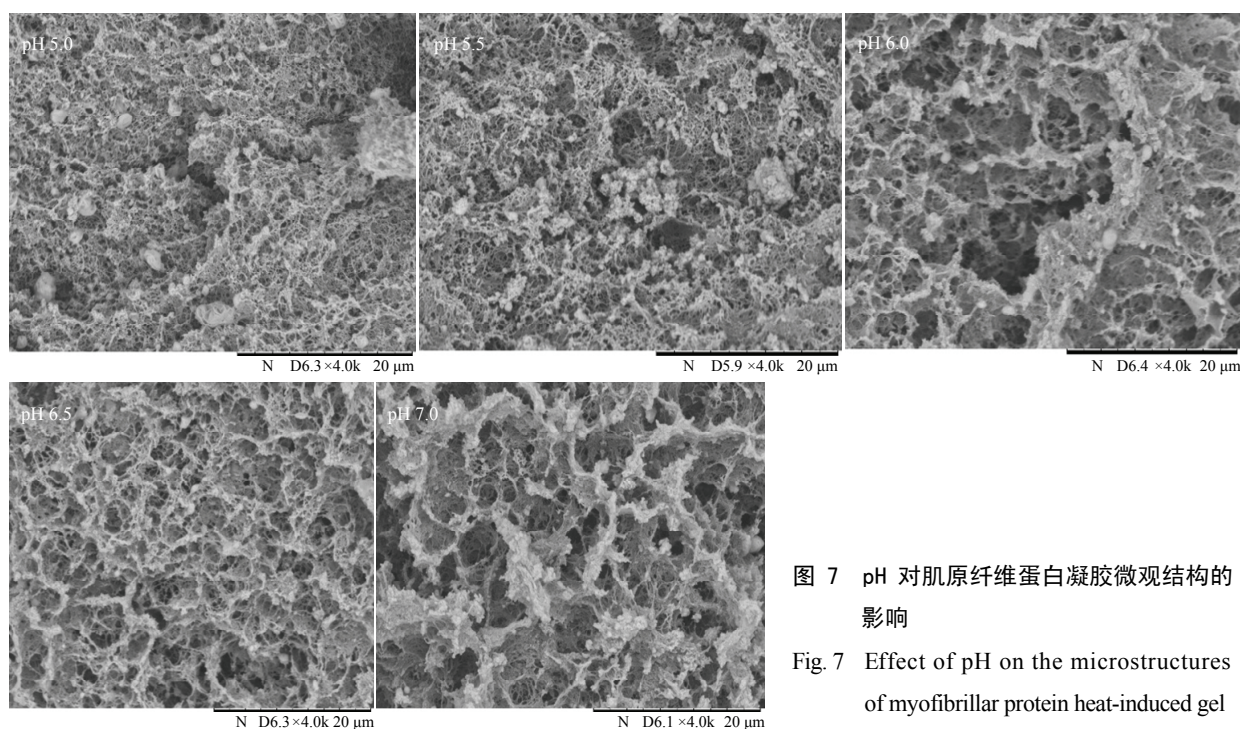 pH 5.0
pH 5.5
pH 6.0
N D6.3 ×4.0k 20 μm
N D5.9 ×4.0k 20 μm
N D6.4 ×4.0k 20 μm
pH 6.5
pH 7.0
N D6.3 ×4.0k 20 μm
N D6.1 ×4.0k 20 μm
图 7 pH 对肌原纤维蛋白凝胶微观结构的
影响
Fig. 7 Effect of pH on the microstructures
of myofibrillar protein heat-induced gel